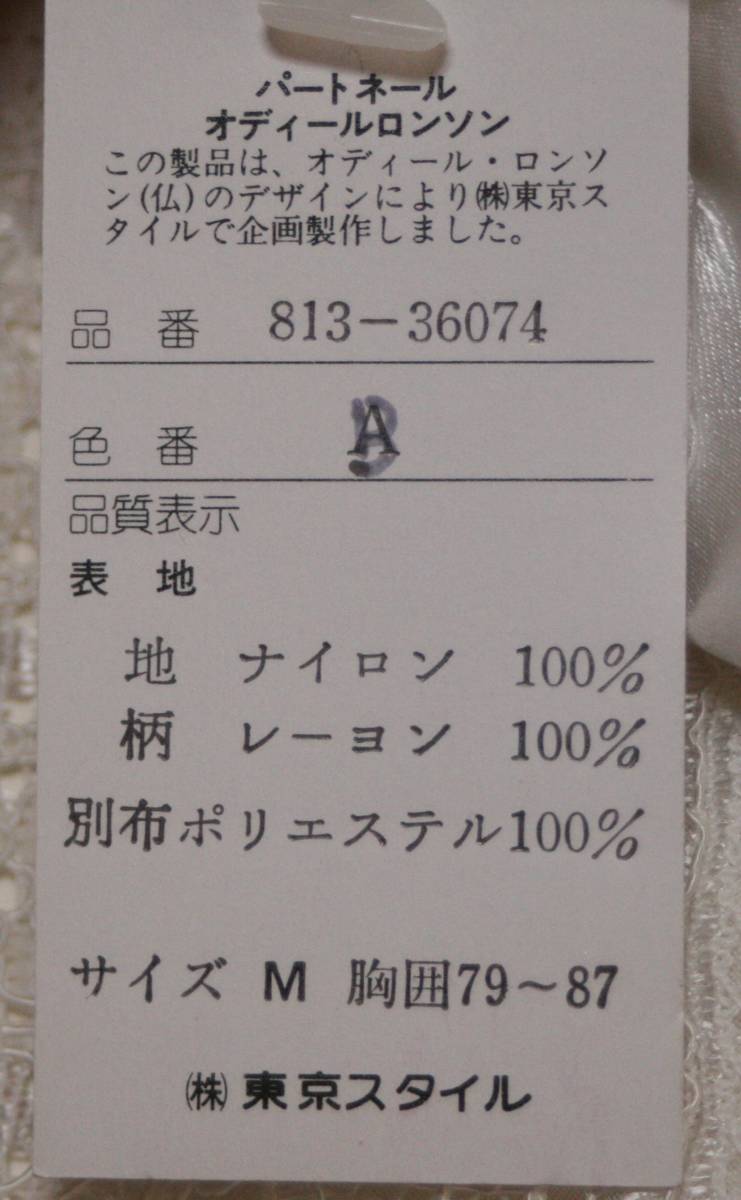 パートネール
オディールロンソン
この製品は、オディール・ロンソ
ン(仏)のデザインにより㈱東京ス
タイルで企画製作しました。
品 番 813-36074
色 番 A
品質表示
表 地
地 ナイロン 100%
柄 レーヨン 100%
別布ポリエステル100%
サイズ M 胸囲79~87
㈱東京スタイル